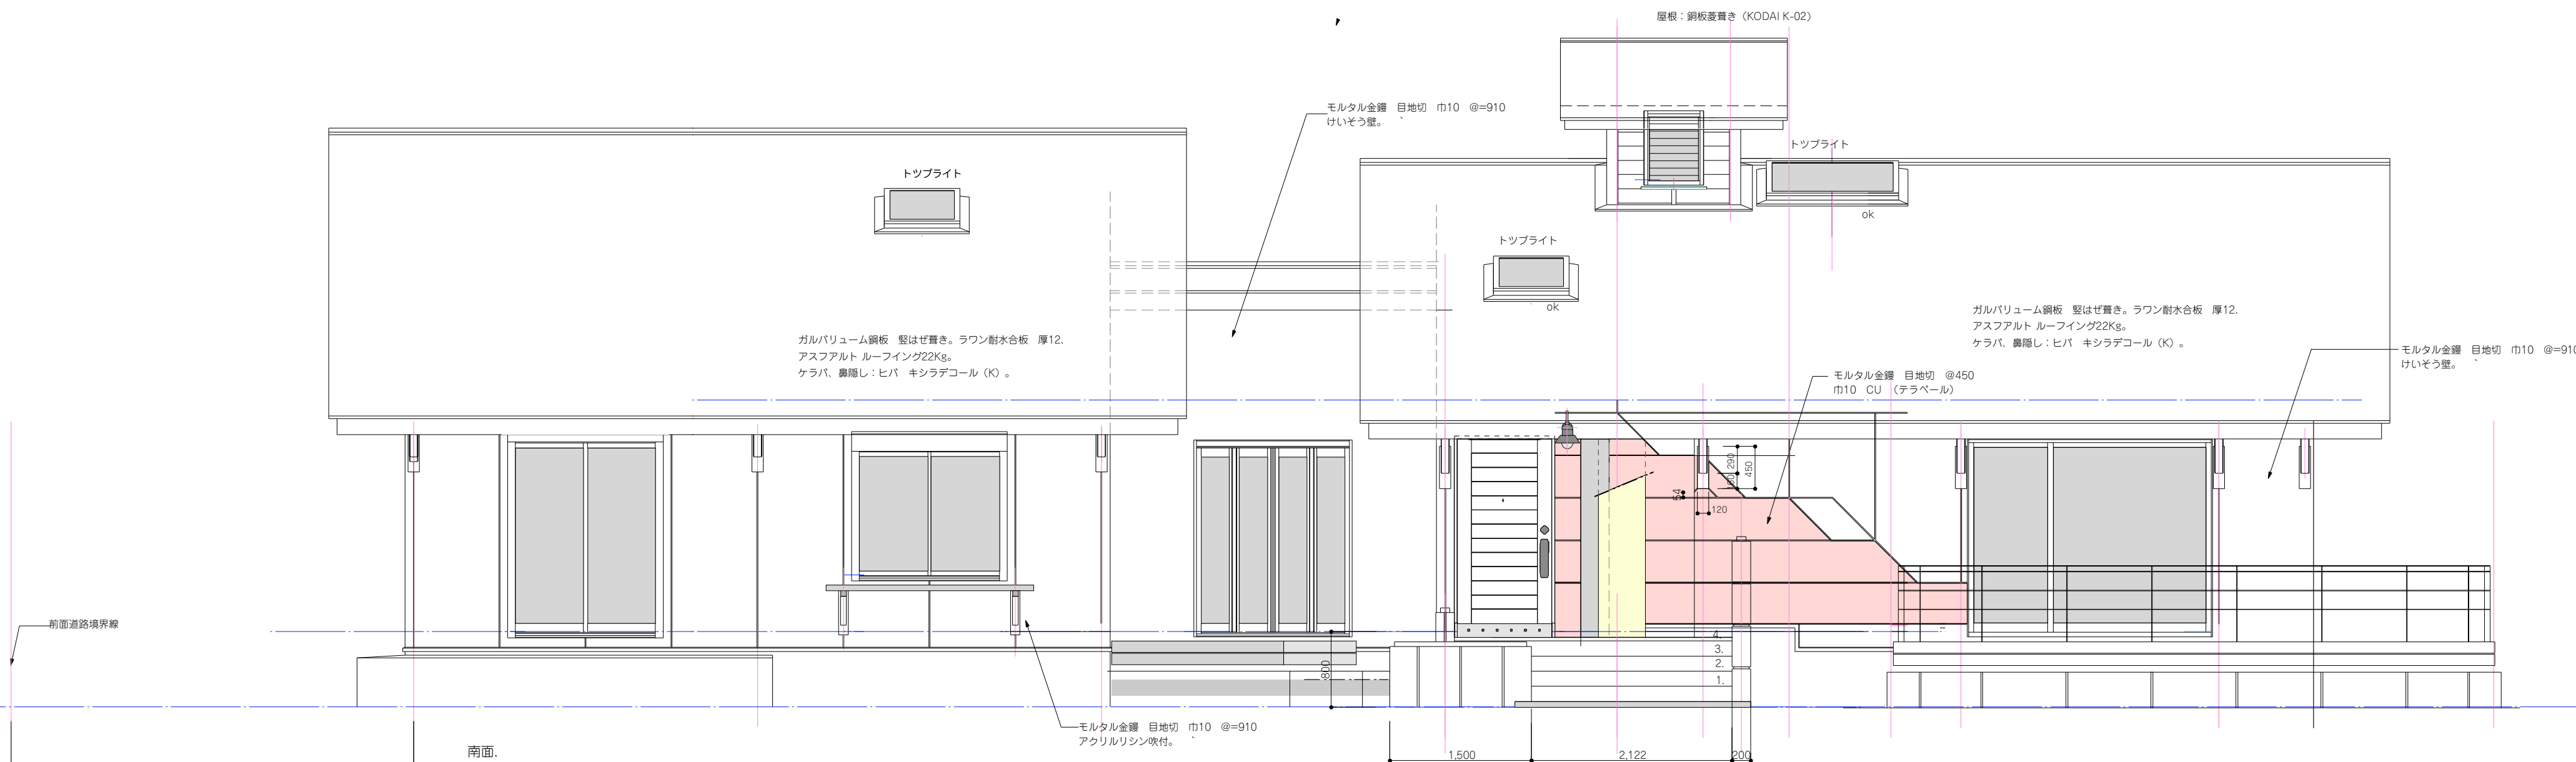 屋根：銅板菱葺き（KODAI K-02）
モルタル金鏝　目地切　巾10　@=910
けいそう壁。　`
トツプライト
トツプライト
ok
トツプライト
ok
ガルバリューム鋼板　竪はぜ葺き。ラワン耐水合板　厚12.
アスフアルト ルーフイング22Kg。
ケラバ、鼻隠し：ヒバ　キシラデコール（K）。
ガルバリューム鋼板　竪はぜ葺き。ラワン耐水合板　厚12.
アスフアルト ルーフイング22Kg。
ケラバ、鼻隠し：ヒバ　キシラデコール（K）。
モルタル金鏝　目地切　巾10　@=910
けいそう壁。　`
モルタル金鏝　目地切　@450
巾10　CU　（テラベール）
290
450
54
120
前面道路境界線
4.
3.
2.
1.
800
モルタル金鏝　目地切　巾10　@=910
アクリルリシン吹付。　`
南面.
1,500
2,122
200